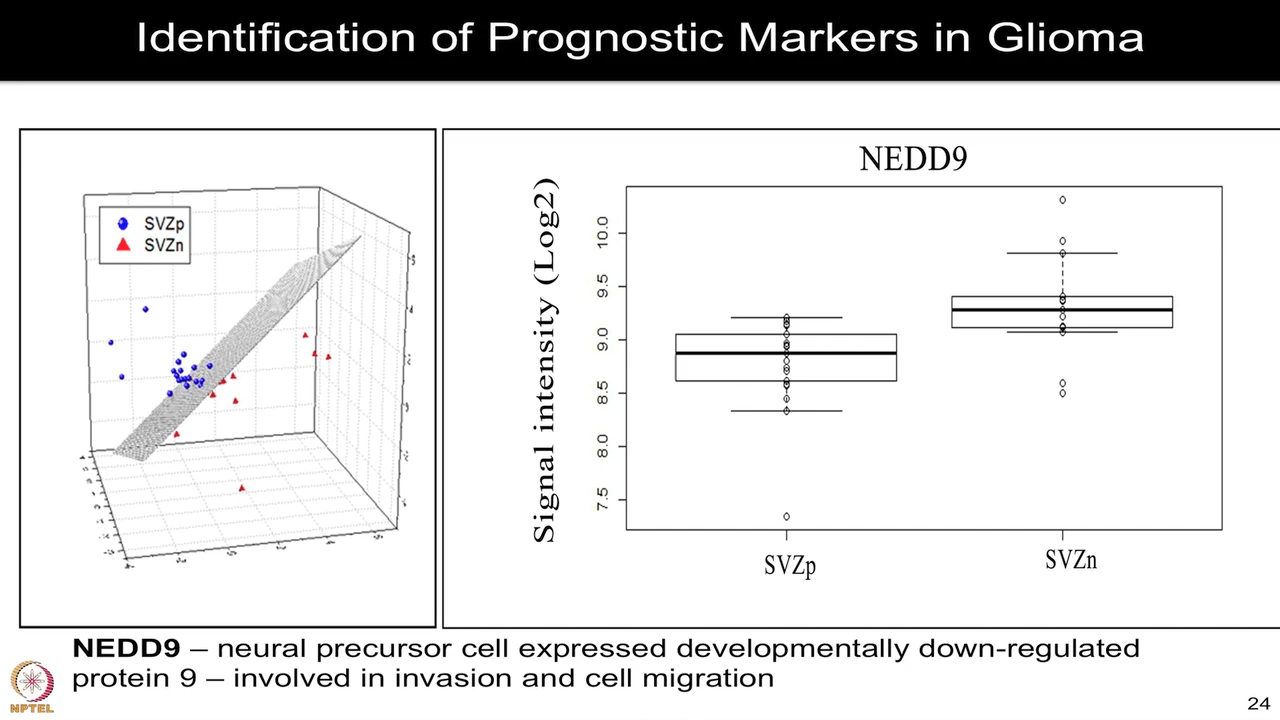 Identification of Prognostic Markers in Glioma
SVZp
SVZn
NEDD9
Signal intensity (Log2)
10.0
9.5
9.0
8.5
8.0
7.5
SVZp
SVZn
NEDD9 – neural precursor cell expressed developmentally down-regulated
protein 9 – involved in invasion and cell migration
NPTEL
24